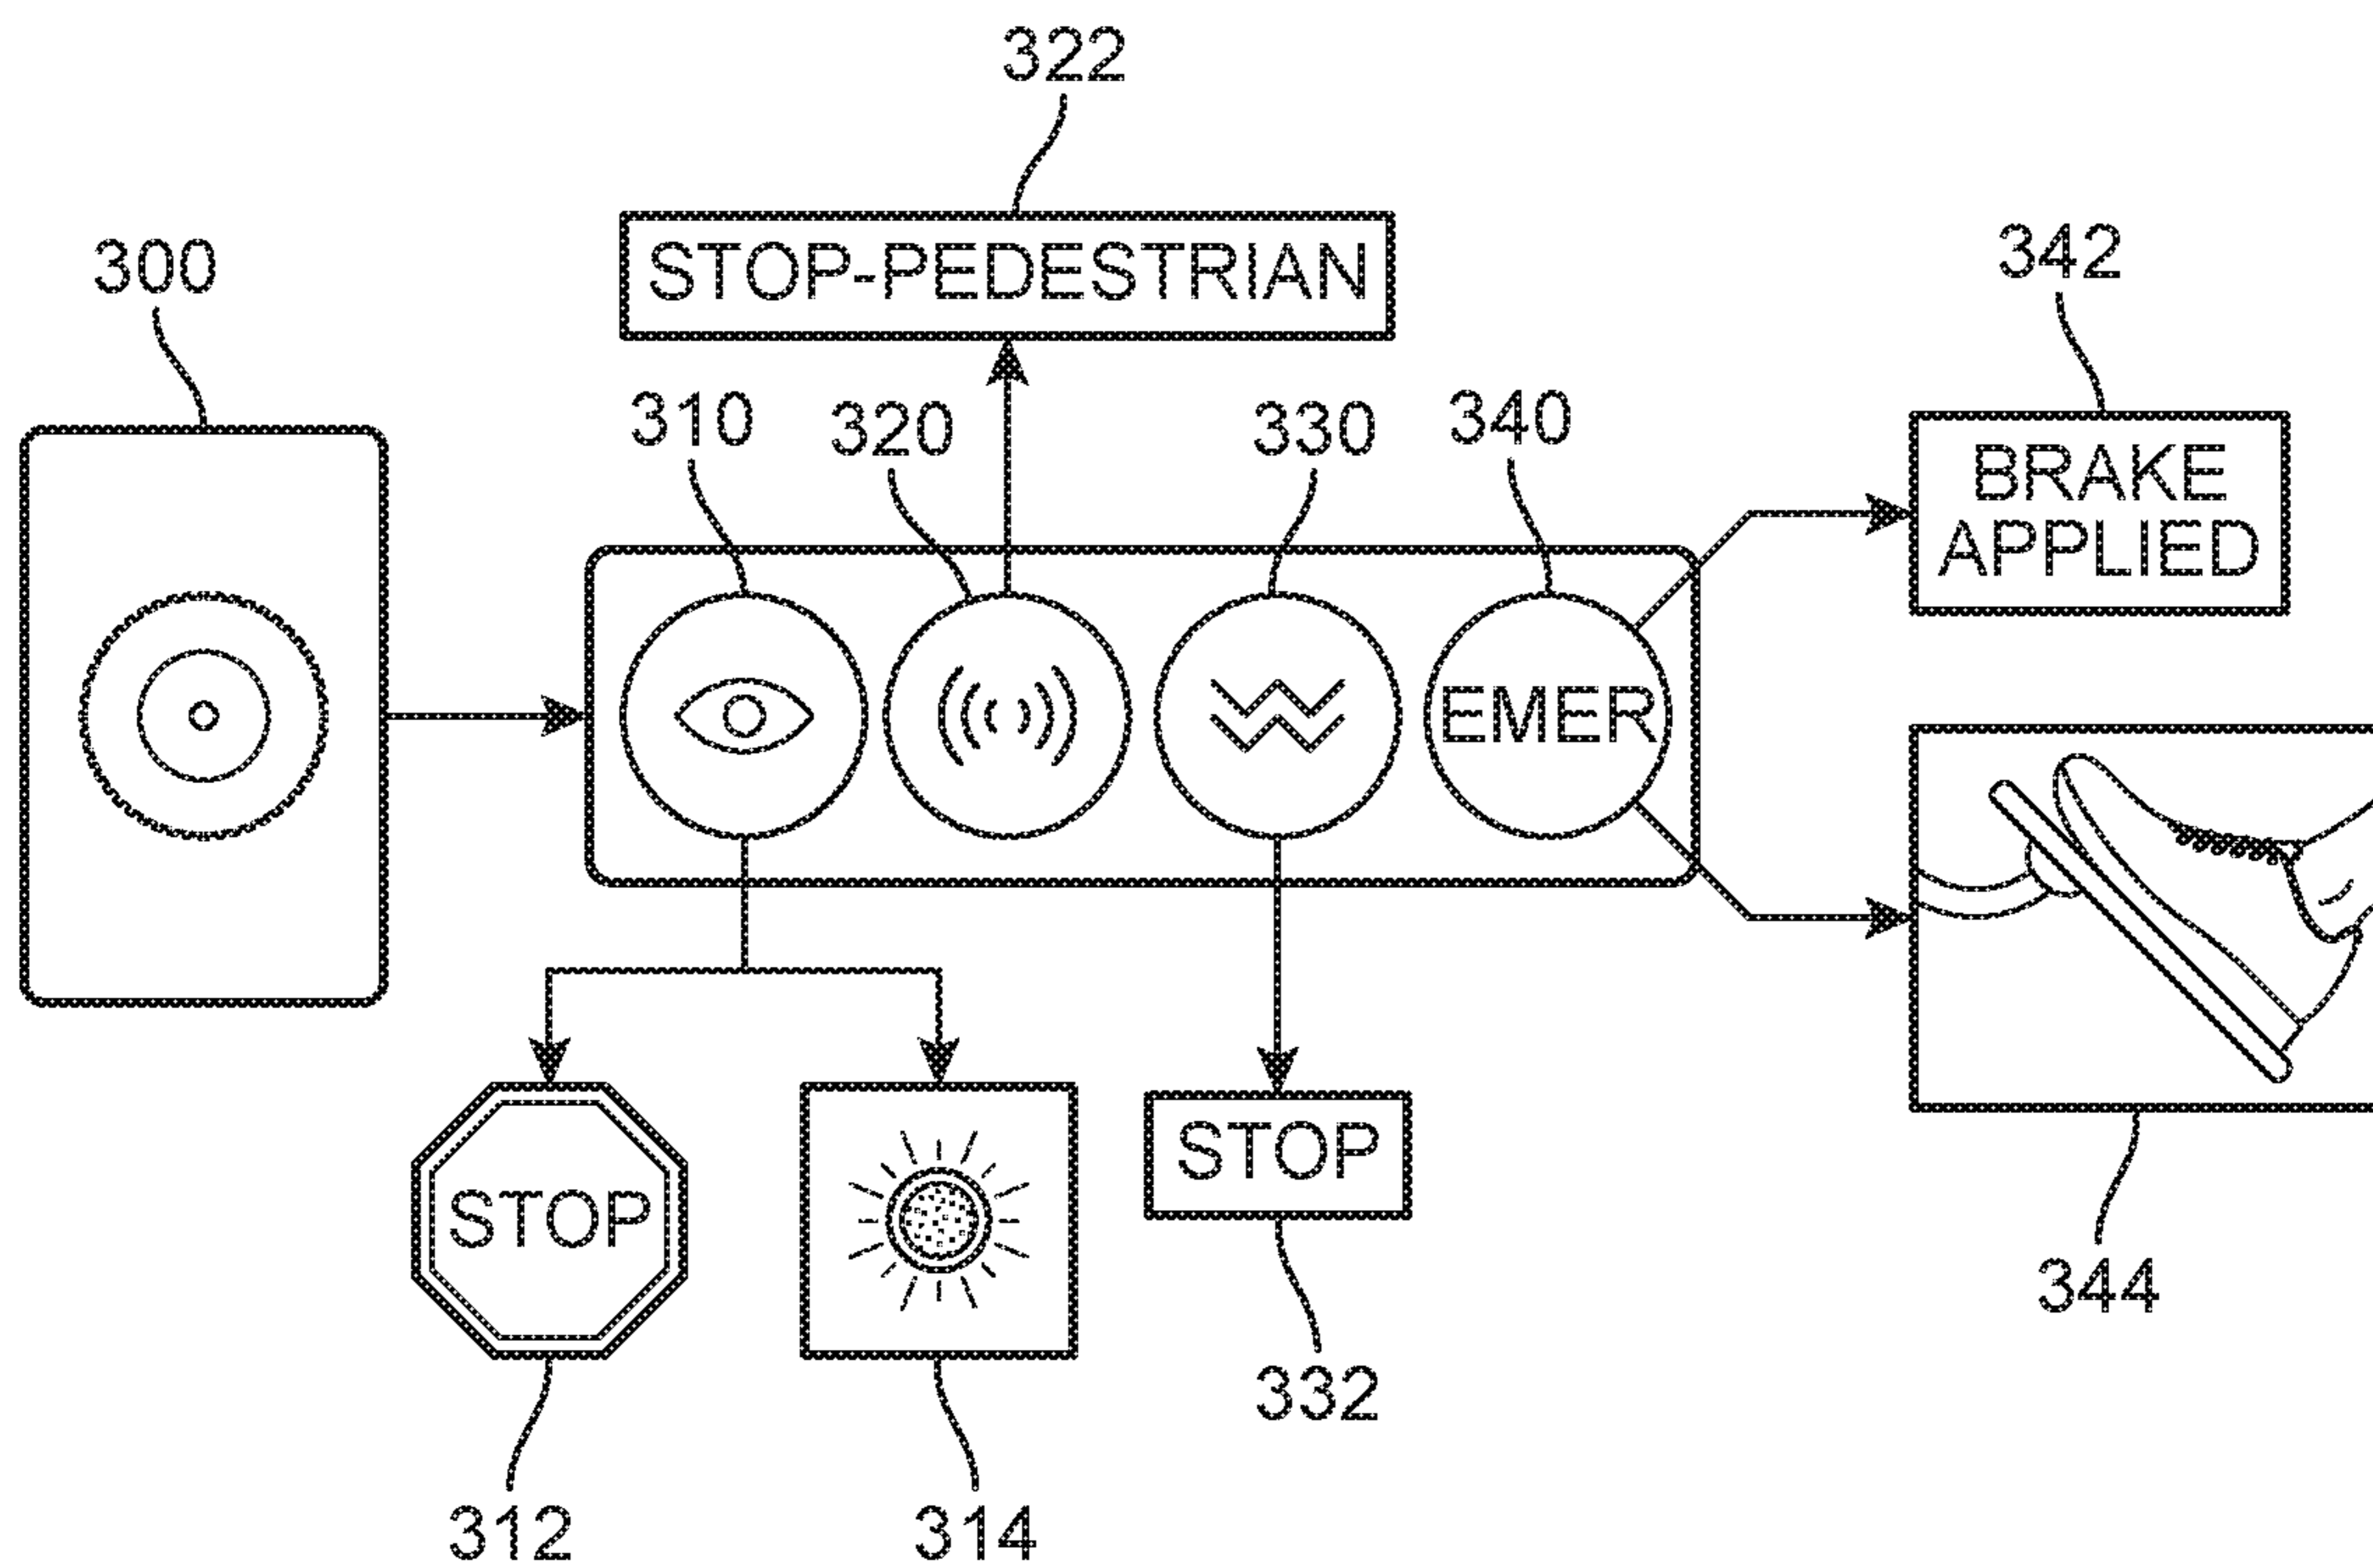 322
STOP-PEDESTRIAN
300
342
310
320
330
340
BRAKE
APPLIED
EMER
STOP
STOP
344
332
312
314